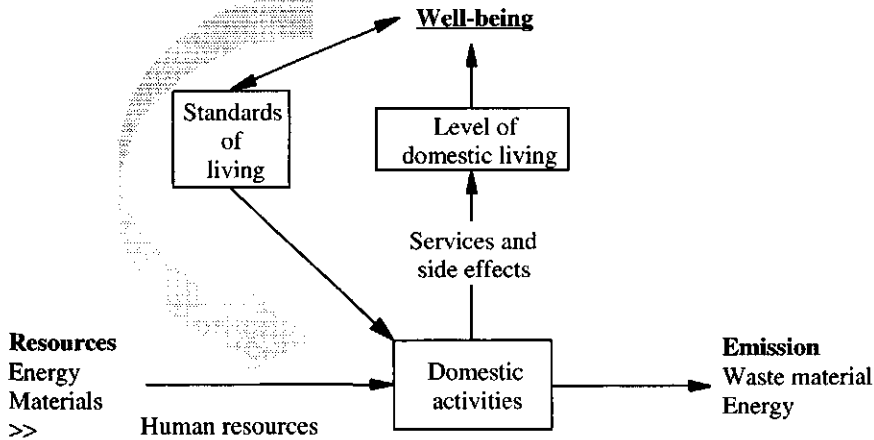 Well-being
Standards
of
living
Level of
domestic living
Services and
side effects
Resources
Energy
Materials
>>
Human resources
Domestic
activities
Emission
Waste material
Energy